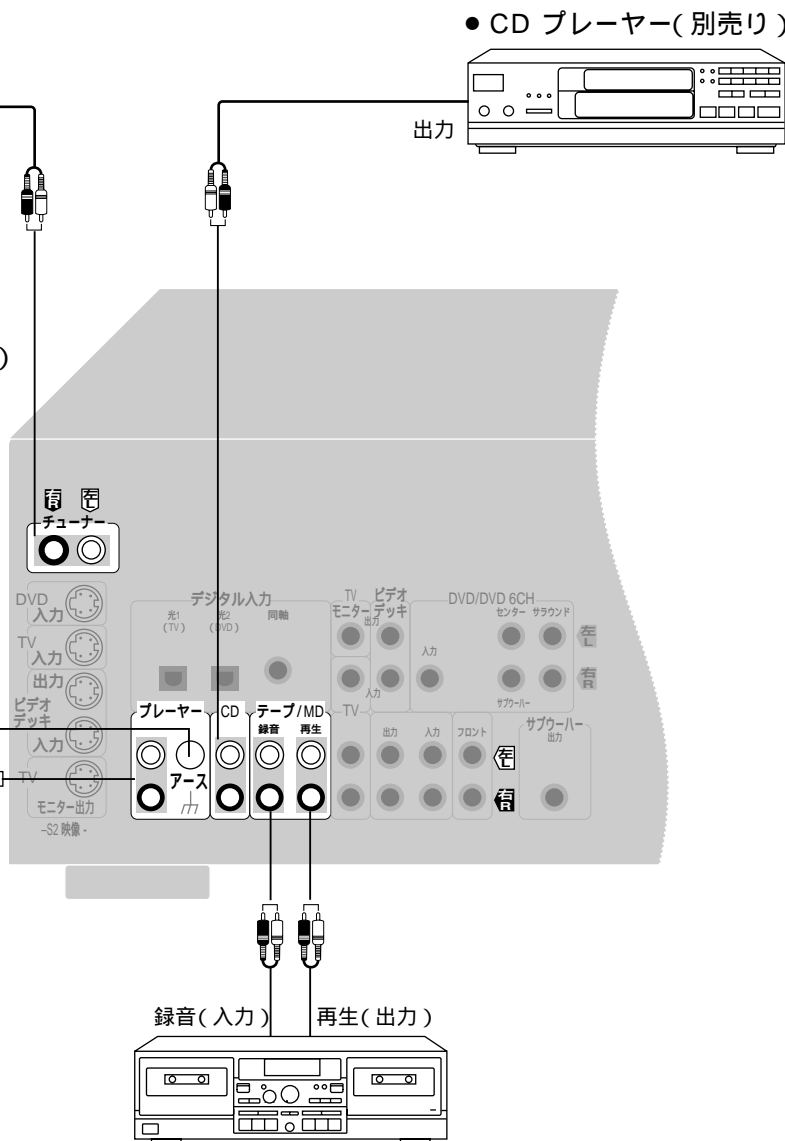 ● CD プレーヤー(別売り)
出力
)
右 R 左 L
チューナー
DVD 入力
TV 入力
出力
ビデオ デッキ
入力
TV
モニター出力
–S2 映像 -
デジタル入力
光1 (TV)
光2 (DVD)
同軸
TV モニター
ビデオ デッキ
出力
入力
DVD/DVD 6CH
センター サラウンド
入力
サブウーハー
左 L
右 R
プレーヤー
アース
CD
テープ/MD
録音 再生
TV
出力 入力 フロント
左 L
右 R
サブウーハー
出力
録音(入力) 再生(出力)